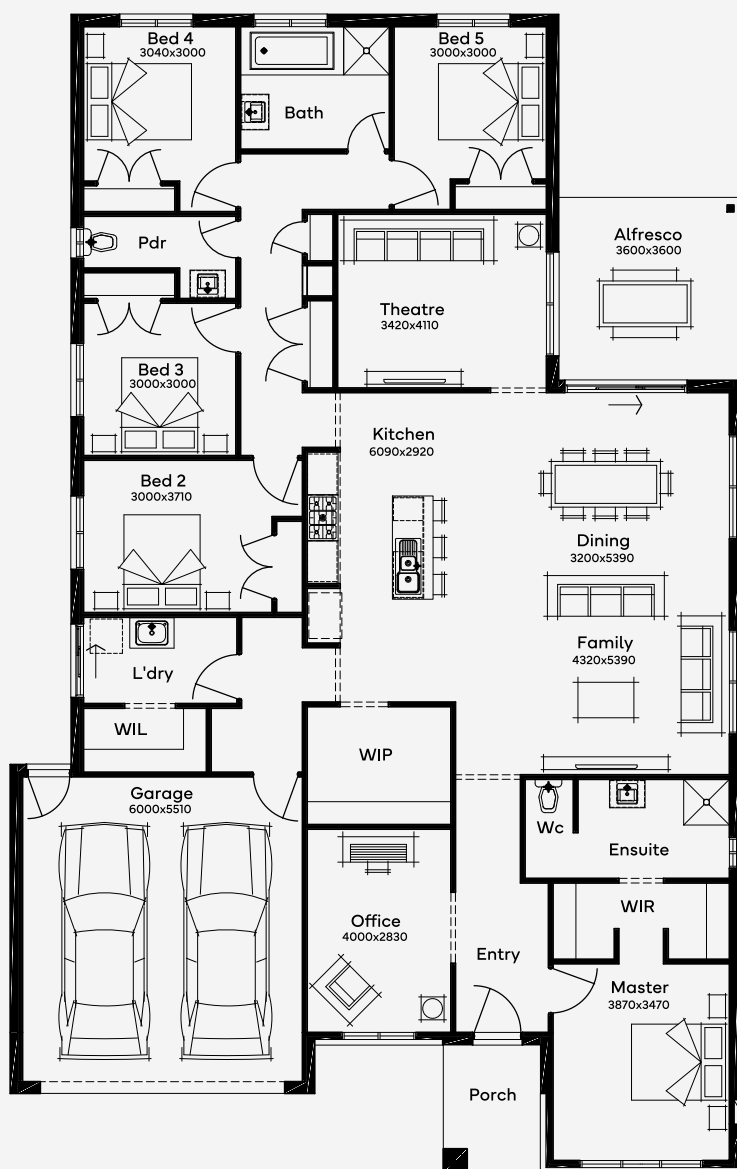 Bed 4
3040x3000
Bed 5
3000x3000
Bath
Pdr
Alfresco
3600x3600
Theatre
3420x4110
Bed 3
3000x3000
Kitchen
6090x2920
Bed 2
3000x3710
Dining
3200x5390
Family
4320x5390
L'dry
WIL
WIP
Garage
6000x5510
Wc
Ensuite
WIR
Office
4000x2830
Entry
Master
3870x3470
Porch